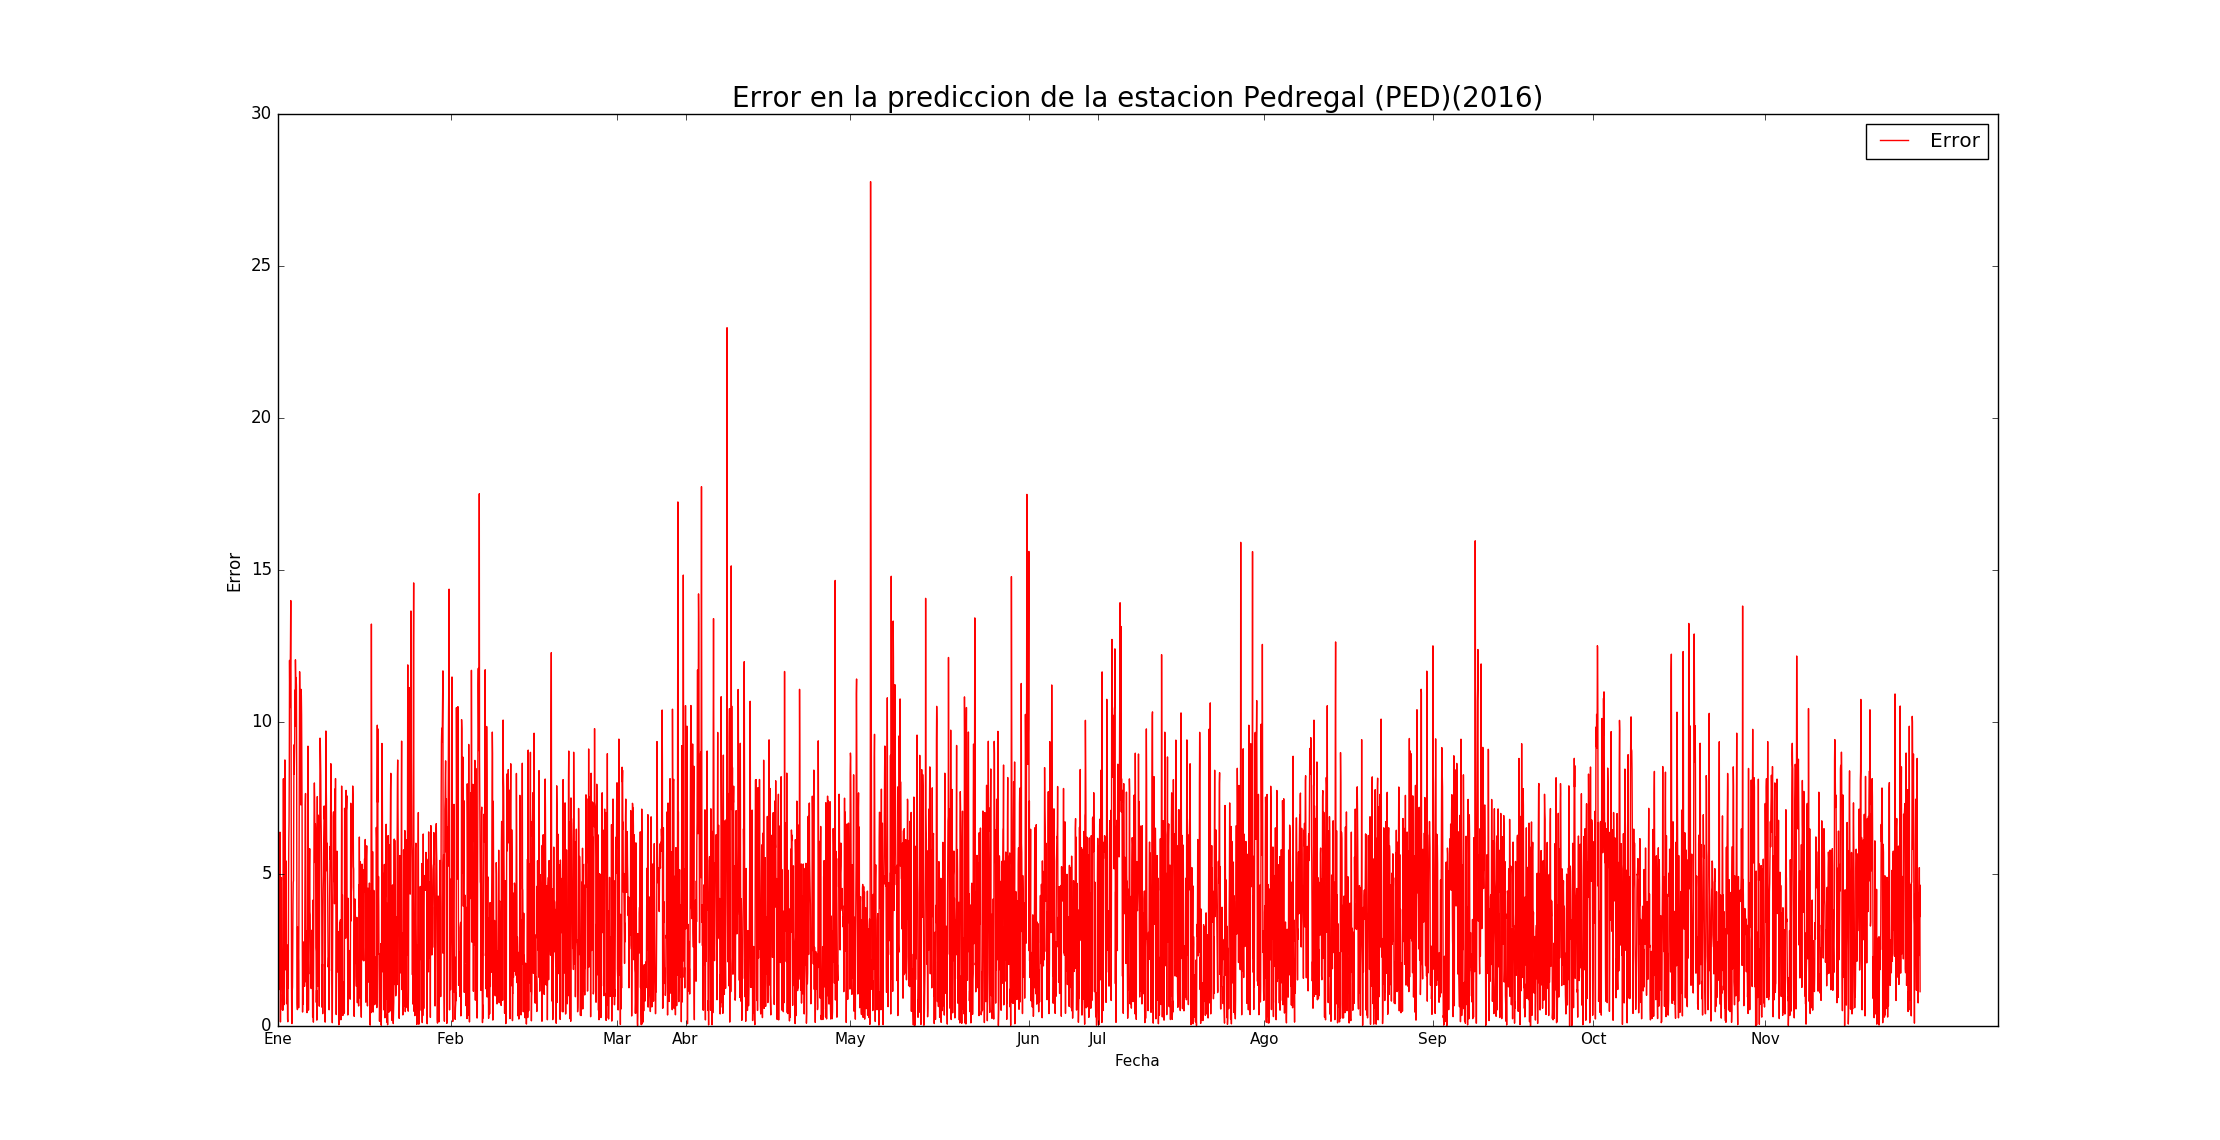 Error en la prediccion de la estacion Pedregal (PED)(2016)
30
Error
25
20
15
Error
10
5
0
Ene Feb Mar Abr May Jun Jul Ago Sep Oct Nov
Fecha